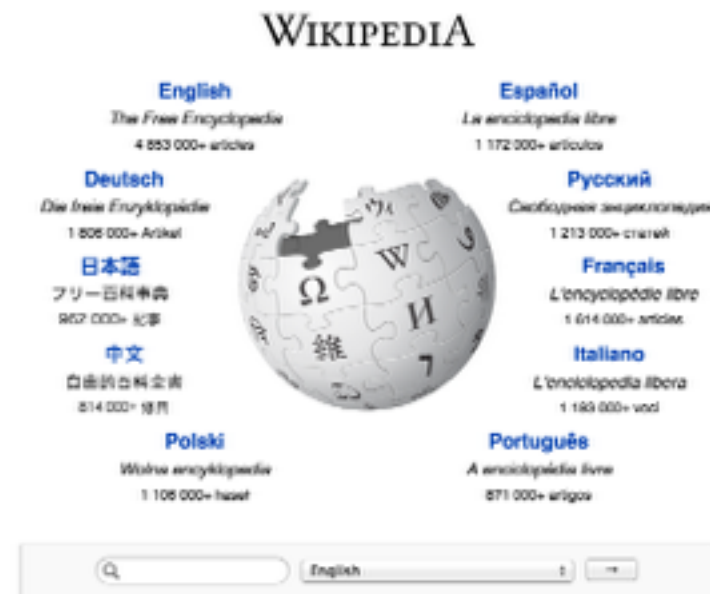 WIKIPEDIA
English
The Free Encyclopedia
4 853 000+ articles
Español
La enciclopedia libre
1 172 000+ artículos
Deutsch
Die freie Enzyklopädie
1 806 000+ Artikel
Русский
Свободная энциклопедия
1 213 000+ статей
日本語
フリー百科事典
962 000+ 記事
Français
L'encyclopédie libre
1 614 000+ articles
中文
自由的百科全書
814 000+
Italiano
L'enciclopedia libera
1 193 000+ voci
Polski
Wolna encyklopedia
1 106 000+ haseł
Português
A enciclopédia livre
871 000+ artigos
Ω W И 維 7
English